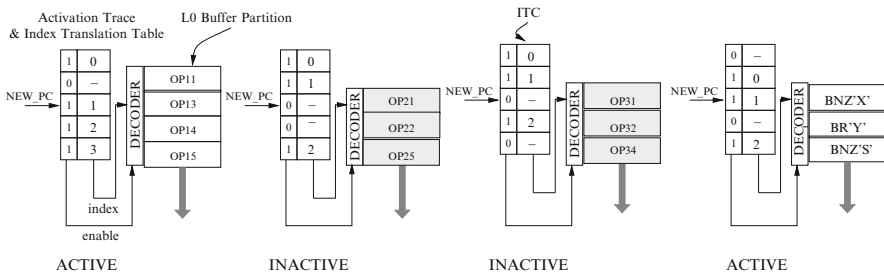 Activation Trace
& Index Translation Table
L0 Buffer Partition
NEW_PC
1 0
0 –
1 1
1 2
1 3
DECODER
OP11
OP13
OP14
OP15
index
enable
ACTIVE
NEW_PC
1 0
1 1
0 –
0 –
1 2
DECODER
OP21
OP22
OP25
INACTIVE
ITC
NEW_PC
1 0
1 1
0 –
1 2
0 –
DECODER
OP31
OP32
OP34
INACTIVE
NEW_PC
0 –
1 0
1 1
0 –
1 2
DECODER
BNZ'X'
BR'Y'
BNZ'S'
ACTIVE